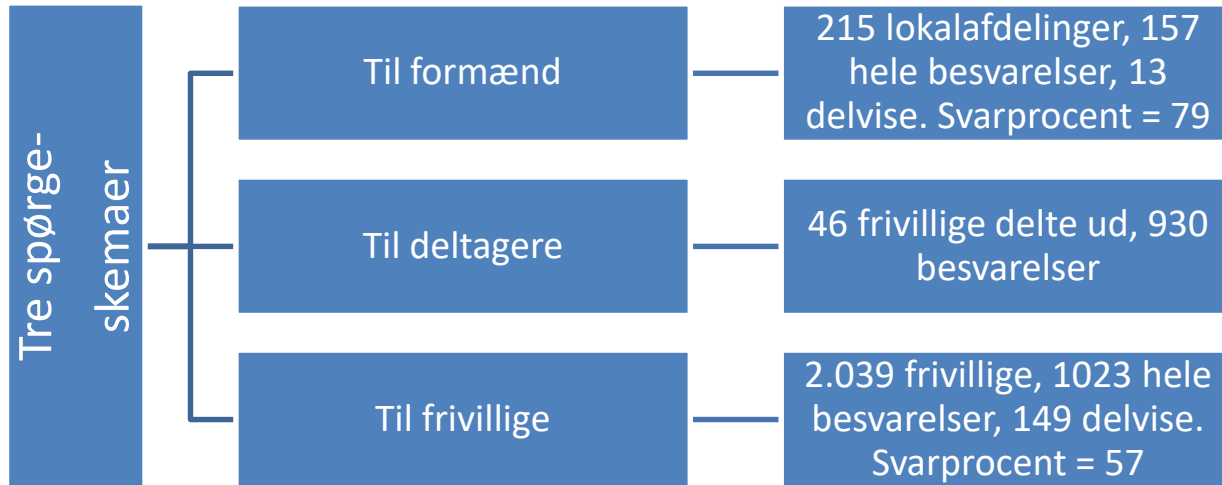 Tre spørge-
skemaer
Til formænd
215 lokalafdelinger, 157
hele besvarelser, 13
delvise. Svarprocent = 79
Til deltagere
46 frivillige delte ud, 930
besvarelser
Til frivillige
2.039 frivillige, 1023 hele
besvarelser, 149 delvise.
Svarprocent = 57